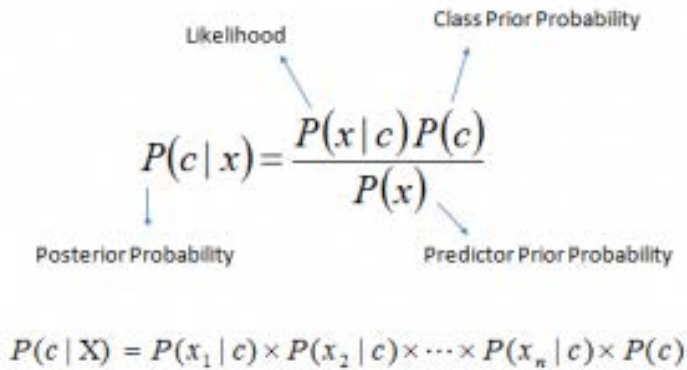 Likelihood
Class Prior Probability
P(c | x) = P(x | c) P(c) / P(x)
Posterior Probability
Predictor Prior Probability
P(c | X) = P(x₁ | c) × P(x₂ | c) × ⋯ × P(xₙ | c) × P(c)